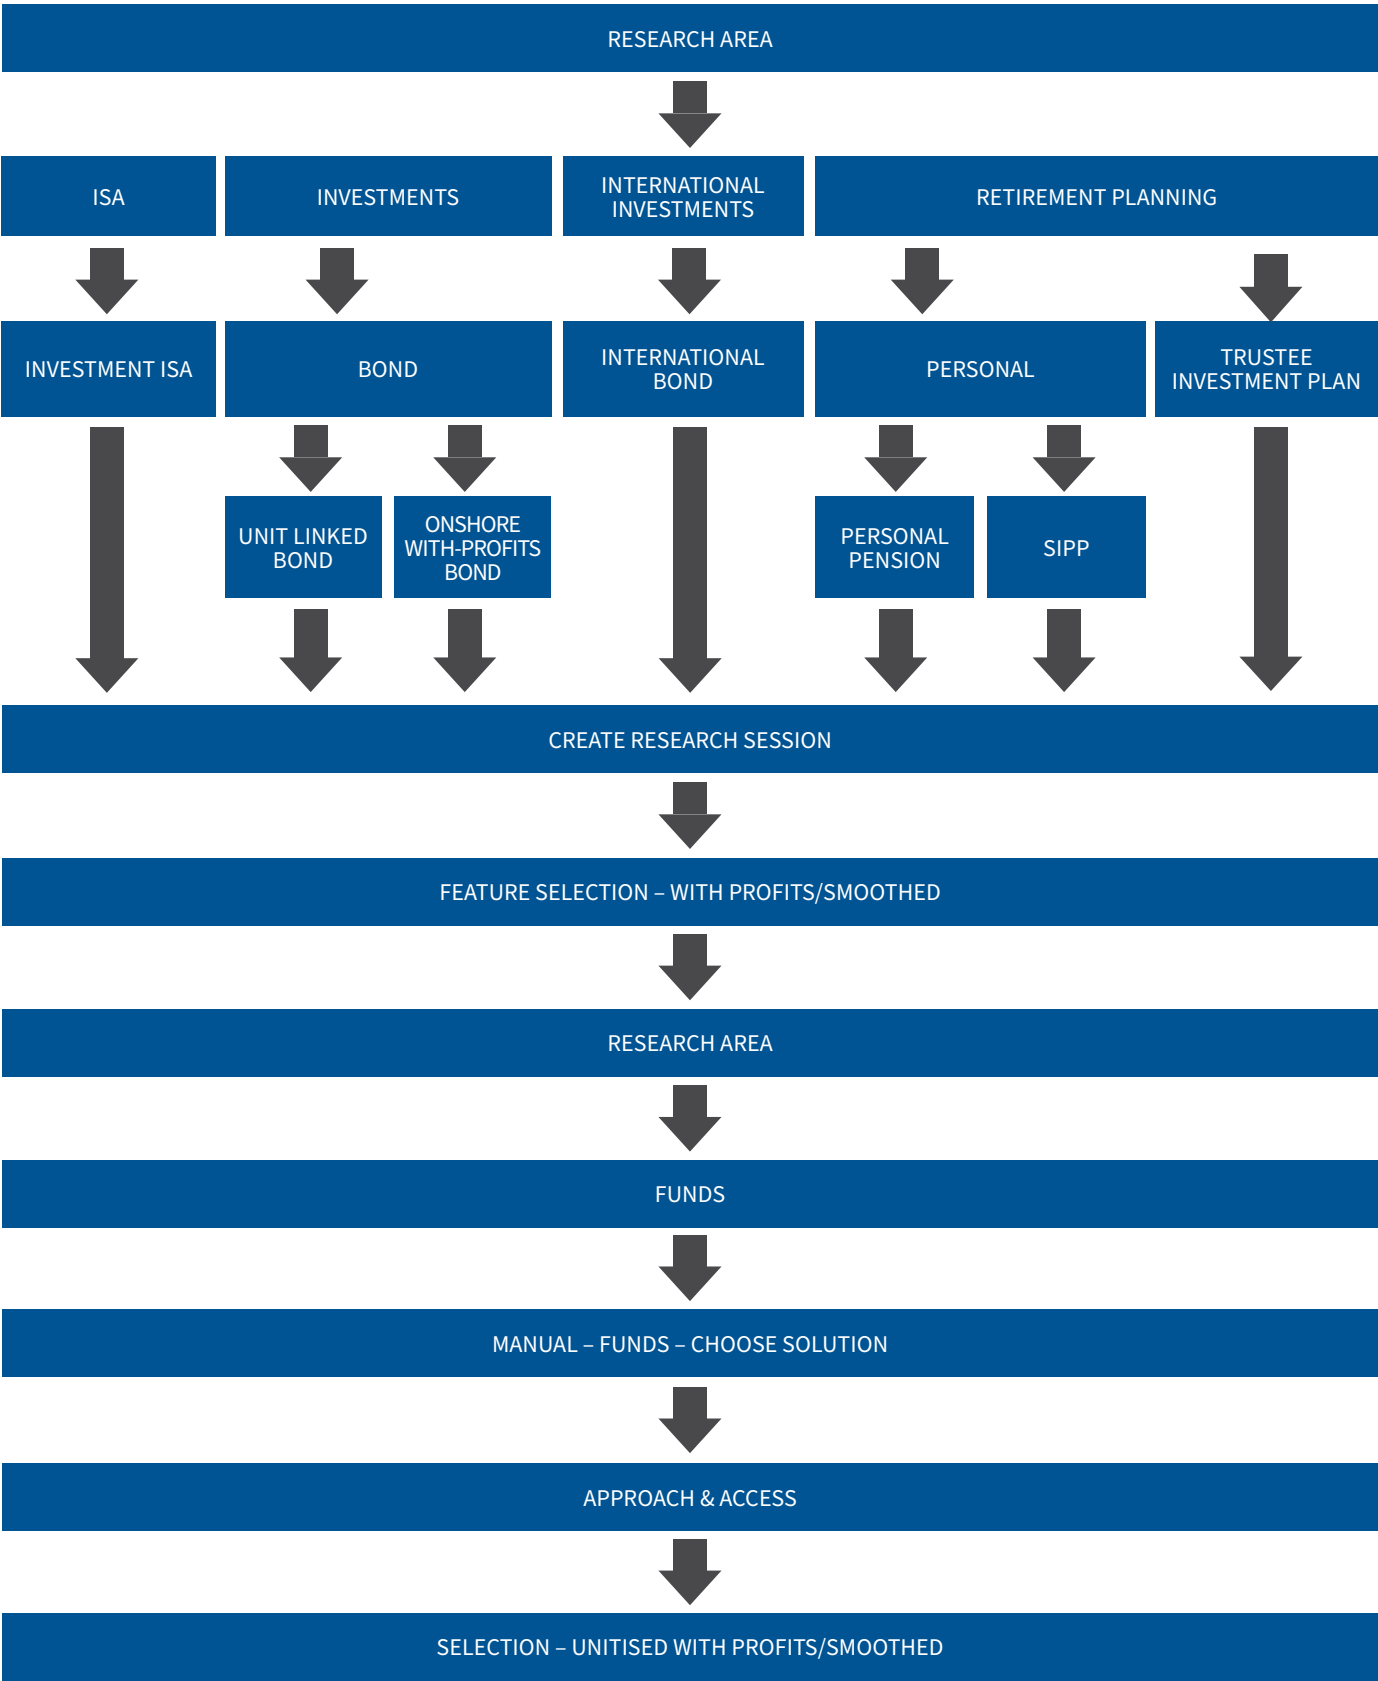 RESEARCH AREA
ISA
INVESTMENTS
INTERNATIONAL
INVESTMENTS
RETIREMENT PLANNING
INVESTMENT ISA
BOND
INTERNATIONAL
BOND
PERSONAL
TRUSTEE
INVESTMENT PLAN
UNIT LINKED
BOND
ONSHORE
WITH-PROFITS
BOND
PERSONAL
PENSION
SIPP
CREATE RESEARCH SESSION
FEATURE SELECTION – WITH PROFITS/SMOOTHED
RESEARCH AREA
FUNDS
MANUAL – FUNDS – CHOOSE SOLUTION
APPROACH & ACCESS
SELECTION – UNITISED WITH PROFITS/SMOOTHED